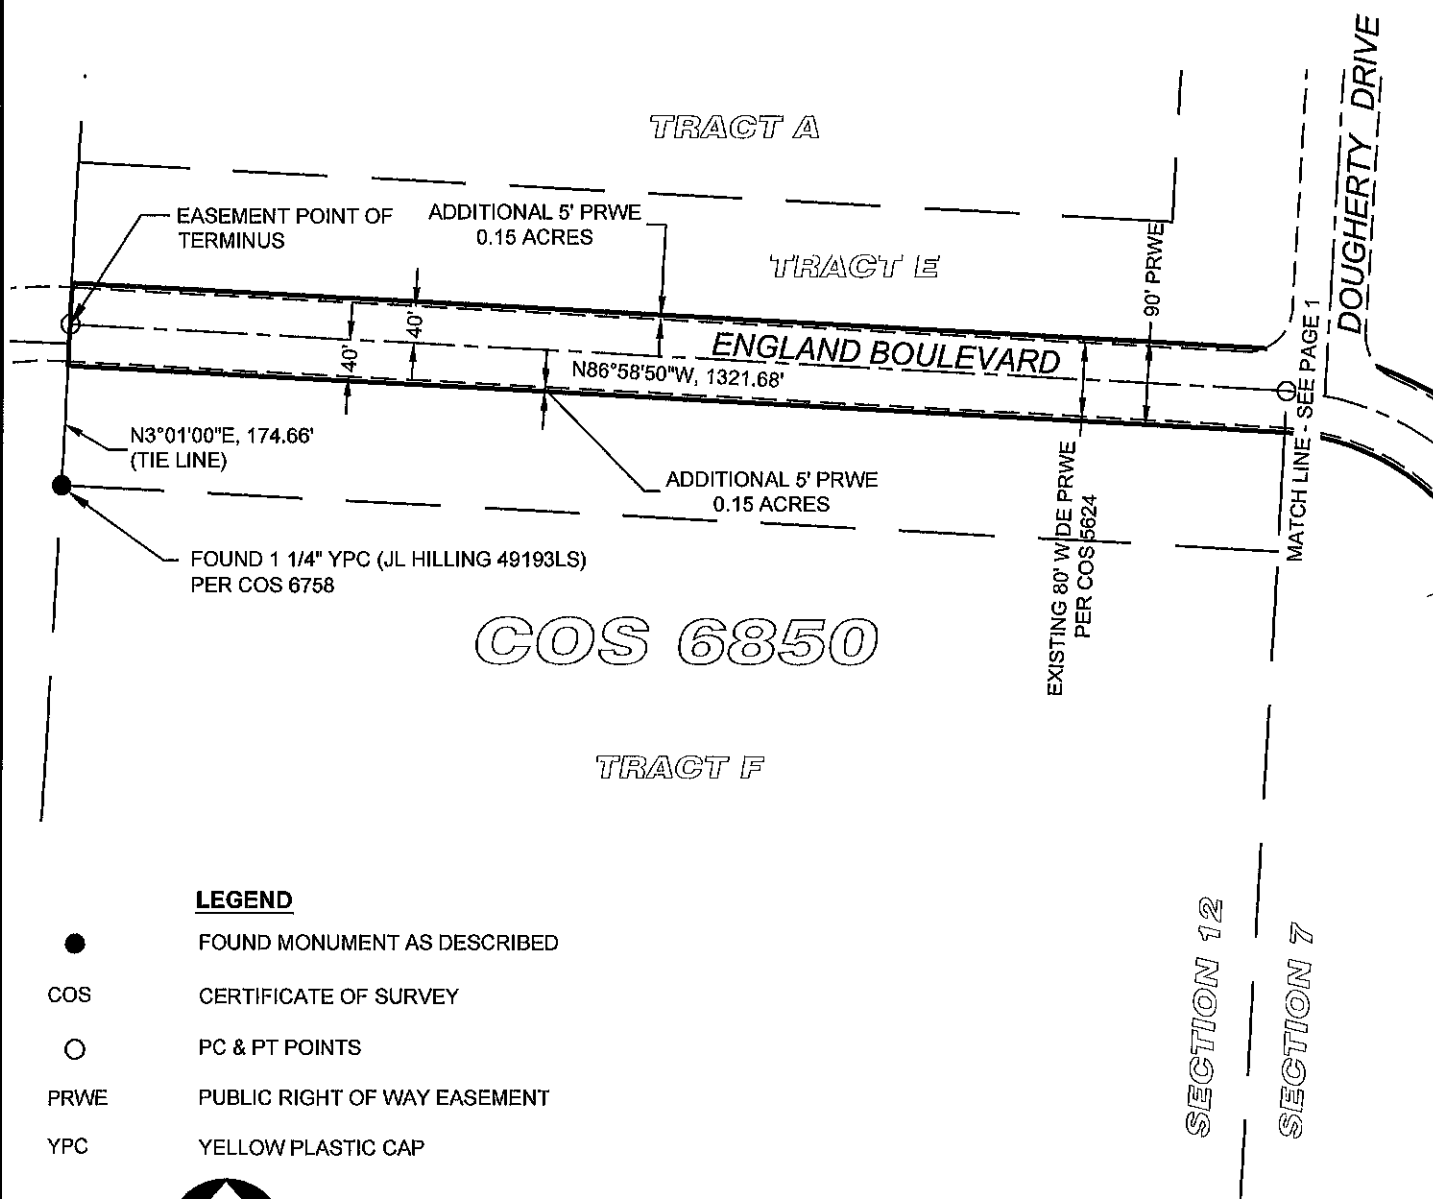 DOUGHERTY DRIVE
TRACT A
EASEMENT POINT OF
TERMINUS
ADDITIONAL 5' PRWE
0.15 ACRES
TRACT E
90' PRWE
40'
40'
ENGLAND BOULEVARD
N86°58'50"W, 1321.68'
MATCH LINE - SEE PAGE 1
N3°01'00"E, 174.66'
(TIE LINE)
ADDITIONAL 5' PRWE
0.15 ACRES
EXISTING 80' WIDE PRWE
PER COS 5624
FOUND 1 1/4" YPC (JL HILLING 49193LS)
PER COS 6758
COS 6850
TRACT F
SECTION 12
SECTION 7
LEGEND
FOUND MONUMENT AS DESCRIBED
COS CERTIFICATE OF SURVEY
PC & PT POINTS
PRWE PUBLIC RIGHT OF WAY EASEMENT
YPC YELLOW PLASTIC CAP